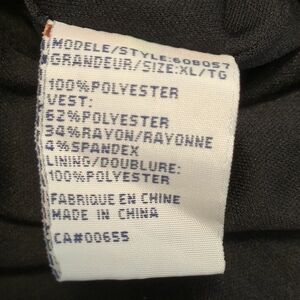 MODELE/STYLE:60B057
GRANDEUR/SIZE:XL/TG
100%POLYESTER
VEST:
62%POLYESTER
34%RAYON/RAYONNE
4%SPANDEX
LINING/DOUBLURE:
100%POLYESTER
FABRIQUE EN CHINE
MADE IN CHINA
CA#00655